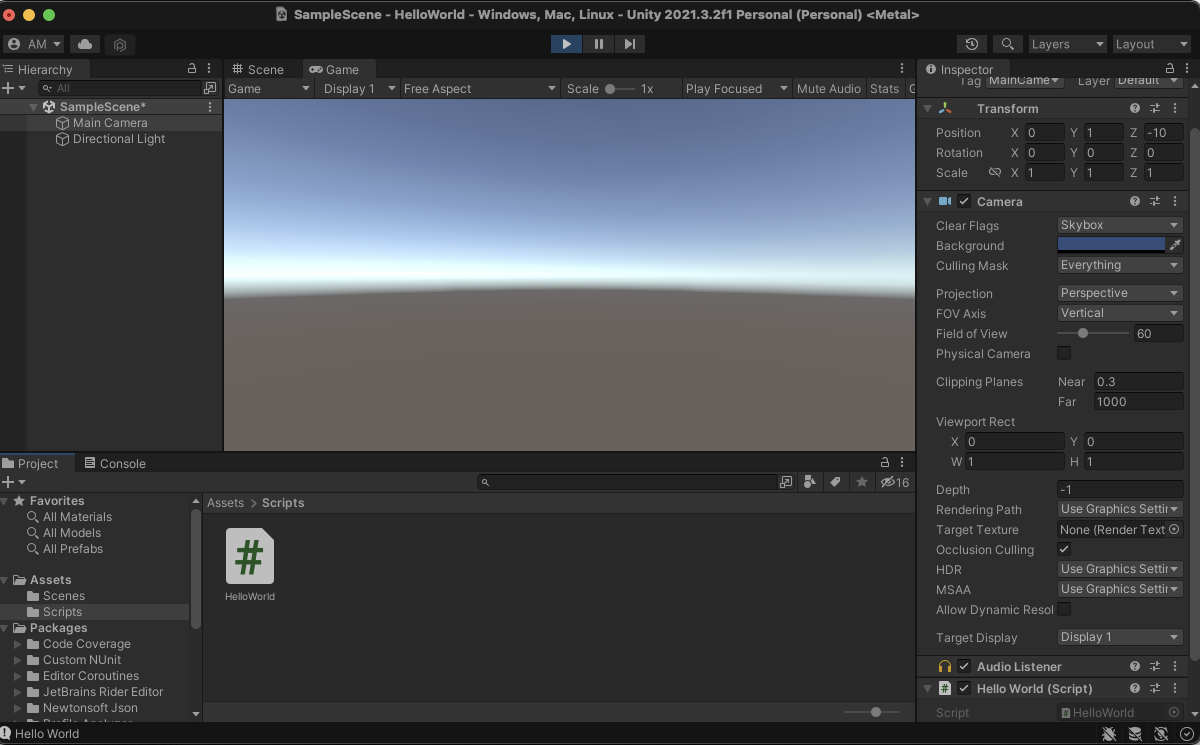 SampleScene - HelloWorld - Windows, Mac, Linux - Unity 2021.3.2f1 Personal (Personal) <Metal>
AM
Layers
Layout
Hierarchy
All
SampleScene*
Main Camera
Directional Light
Scene
Game
Game
Display 1
Free Aspect
Scale
1x
Play Focused
Mute Audio
Stats
G
Inspector
Tag MainCame
Layer Default
Transform
Position X 0 Y 1 Z -10
Rotation X 0 Y 0 Z 0
Scale X 1 Y 1 Z 1
Camera
Clear Flags Skybox
Background
Culling Mask Everything
Projection Perspective
FOV Axis Vertical
Field of View 60
Physical Camera
Clipping Planes Near 0.3
Far 1000
Viewport Rect
X 0 Y 0
W 1 H 1
Depth -1
Rendering Path Use Graphics Settin
Target Texture None (Render Text
Occlusion Culling
HDR Use Graphics Settin
MSAA Use Graphics Settin
Allow Dynamic Resol
Target Display Display 1
Audio Listener
Hello World (Script)
Script HelloWorld
Project
Console
16
Favorites
All Materials
All Models
All Prefabs
Assets
Scenes
Scripts
Packages
Code Coverage
Custom NUnit
Editor Coroutines
JetBrains Rider Editor
Newtonsoft Json
Profile Analyzer
Assets > Scripts
#
HelloWorld
Hello World